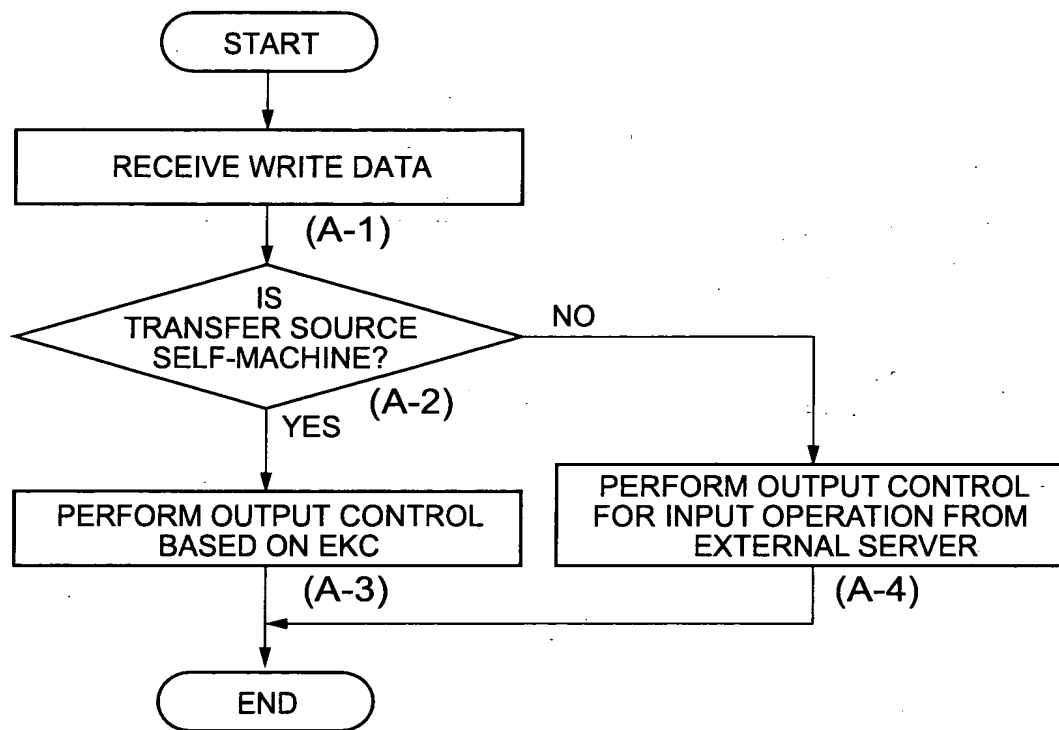 START
RECEIVE WRITE DATA
(A-1)
IS
TRANSFER SOURCE
SELF-MACHINE?
NO
(A-2)
YES
PERFORM OUTPUT CONTROL
BASED ON EKC
(A-3)
PERFORM OUTPUT CONTROL
FOR INPUT OPERATION FROM
EXTERNAL SERVER
(A-4)
END